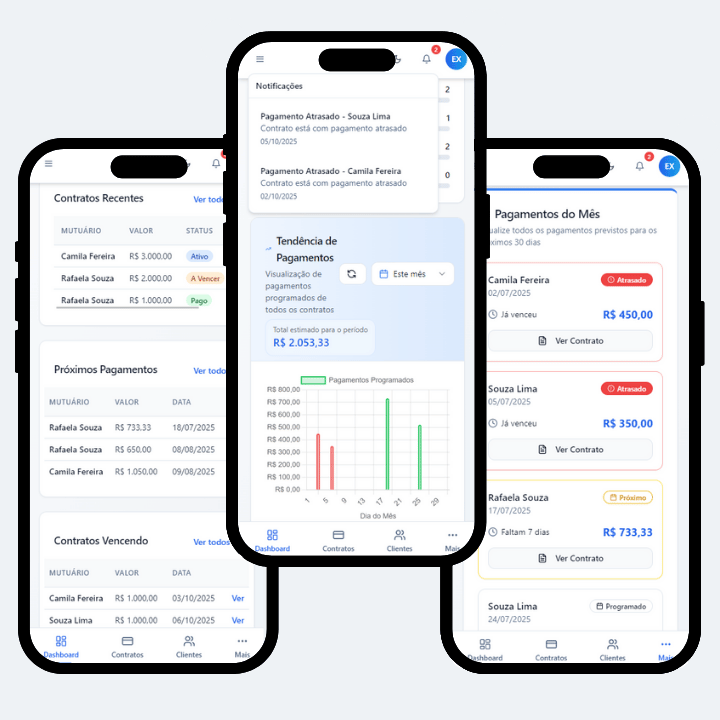 Contratos Recentes
Ver todo
MUTUÁRIO VALOR STATUS
Camila Fereira R$ 3.000,00 Ativo
Rafaela Souza R$ 2.000,00 A Vencer
Rafaela Souza R$ 1.000,00 Pago
Próximos Pagamentos
Ver todo
MUTUÁRIO VALOR DATA
Rafaela Souza R$ 733,33 18/07/2025
Rafaela Souza R$ 650,00 08/08/2025
Camila Fereira R$ 1.050,00 09/08/2025
Contratos Vencendo
Ver todos
MUTUÁRIO VALOR DATA
Camila Fereira R$ 1.000,00 03/10/2025 Ver
Souza Lima R$ 1.000,00 06/10/2025 Ver
Dashboard Contratos Clientes Mais
2
EX
Notificações
Pagamento Atrasado - Souza Lima
Contrato está com pagamento atrasado
05/10/2025
Pagamento Atrasado - Camila Fereira
Contrato está com pagamento atrasado
02/10/2025
2
1
2
0
Tendência de
Pagamentos
Visualização de
pagamentos
programados de
todos os contratos
Este mês
Total estimado para o período
R$ 2.053,33
Pagamentos Programados
R$ 800,00
R$ 700,00
R$ 600,00
R$ 500,00
R$ 400,00
R$ 300,00
R$ 200,00
R$ 100,00
R$ 0,00
1 5 9 13 17 21 25 29
Dia do Mês
Dashboard Contratos Clientes Mais
2
EX
Pagamentos do Mês
ualize todos os pagamentos previstos para os
óximos 30 dias
Camila Fereira Atrasado
02/07/2025
Já venceu R$ 450,00
Ver Contrato
Souza Lima Atrasado
05/07/2025
Já venceu R$ 350,00
Ver Contrato
Rafaela Souza Próximo
17/07/2025
Faltam 7 dias R$ 733,33
Ver Contrato
Souza Lima Programado
24/07/2025
Dashboard Contratos Clientes Mais